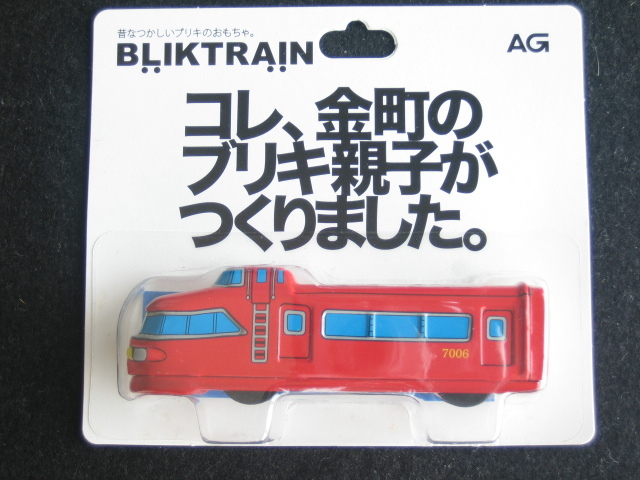 昔なつかしいブリキのおもちゃ。
BLIKTRAIN
AG
コレ、金町の
ブリキ親子が
つくりました。
7006